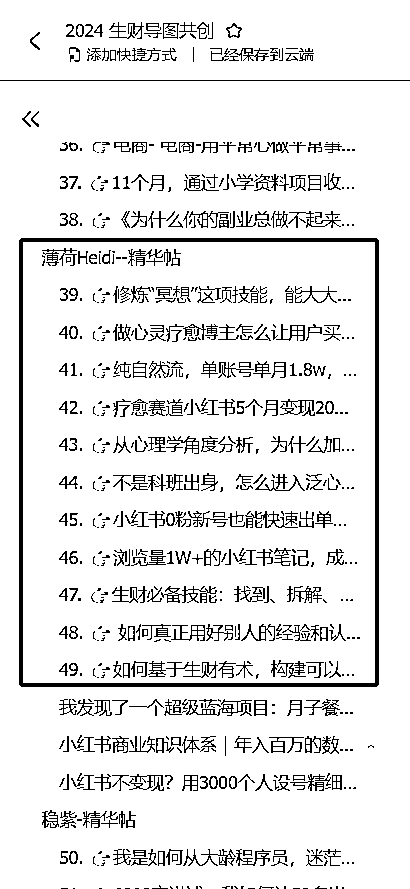 2024 生财导图共创
添加快捷方式 | 已经保存到云端
36. 电商- 电商-用平常心做平常事...
37. 11个月，通过小学资料项目收...
38. 《为什么你的副业总做不起来...
薄荷Heidi--精华帖
39. 修炼“冥想”这项技能，能大大...
40. 做心灵疗愈博主怎么让用户买...
41. 纯自然流，单账号单月1.8w，...
42. 疗愈赛道小红书5个月变现20...
43. 从心理学角度分析，为什么加...
44. 不是科班出身，怎么进入泛心...
45. 小红书0粉新号也能快速出单...
46. 浏览量1W+的小红书笔记，成...
47. 生财必备技能：找到、拆解、...
48. 如何真正用好别人的经验和认...
49. 如何基于生财有术，构建可以...
我发现了一个超级蓝海项目：月子餐...
小红书商业知识体系｜年入百万的数...
小红书不变现？用3000个人设号精细...
稳紫-精华帖
50. 我是如何从大龄程序员，迷茫...